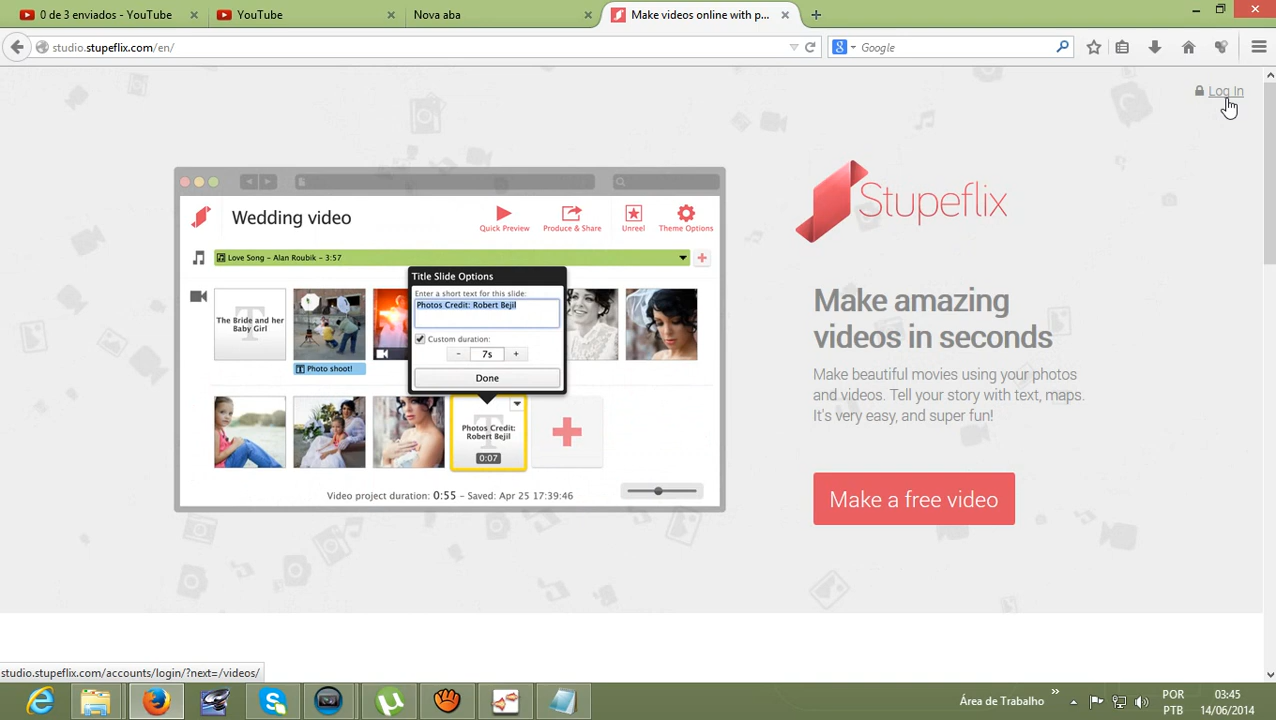 0 de 3 enviados - YouTube
YouTube
Nova aba
Make videos online with p...
studio.stupeflix.com/en/
Google
Log In
Wedding video
Quick Preview
Produce & Share
Unreel
Theme Options
Love Song - Alan Roubik - 3:57
Title Slide Options
Enter a short text for this slide:
Photos Credit: Robert Bejil
Custom duration:
- 7s +
Done
The Bride and her
Baby Girl
T Photo shoot!
Photos Credit:
Robert Bejil
0:07
Video project duration: 0:55 - Saved: Apr 25 17:39:46
Stupeflix
Make amazing
videos in seconds
Make beautiful movies using your photos
and videos. Tell your story with text, maps.
It's very easy, and super fun!
Make a free video
studio.stupeflix.com/accounts/login/?next=/videos/
Área de Trabalho
POR
PTB
03:45
14/06/2014